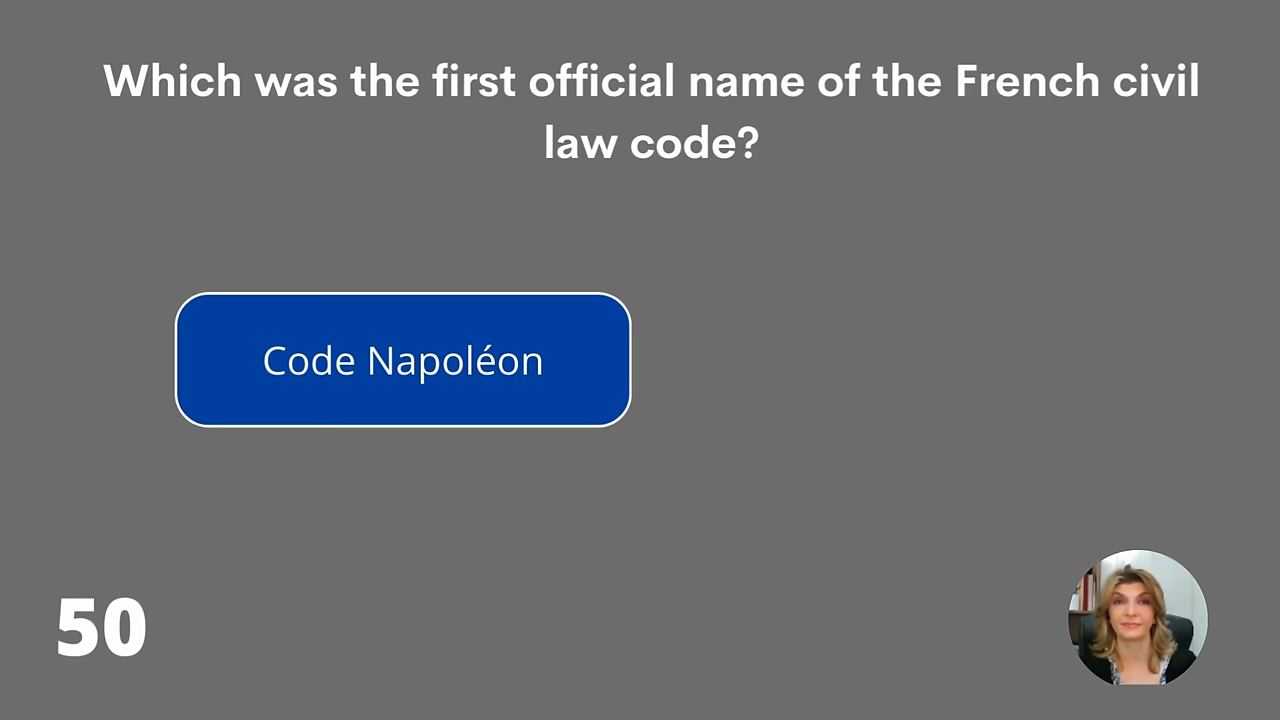 Which was the first official name of the French civil
law code?
Code Napoléon
50